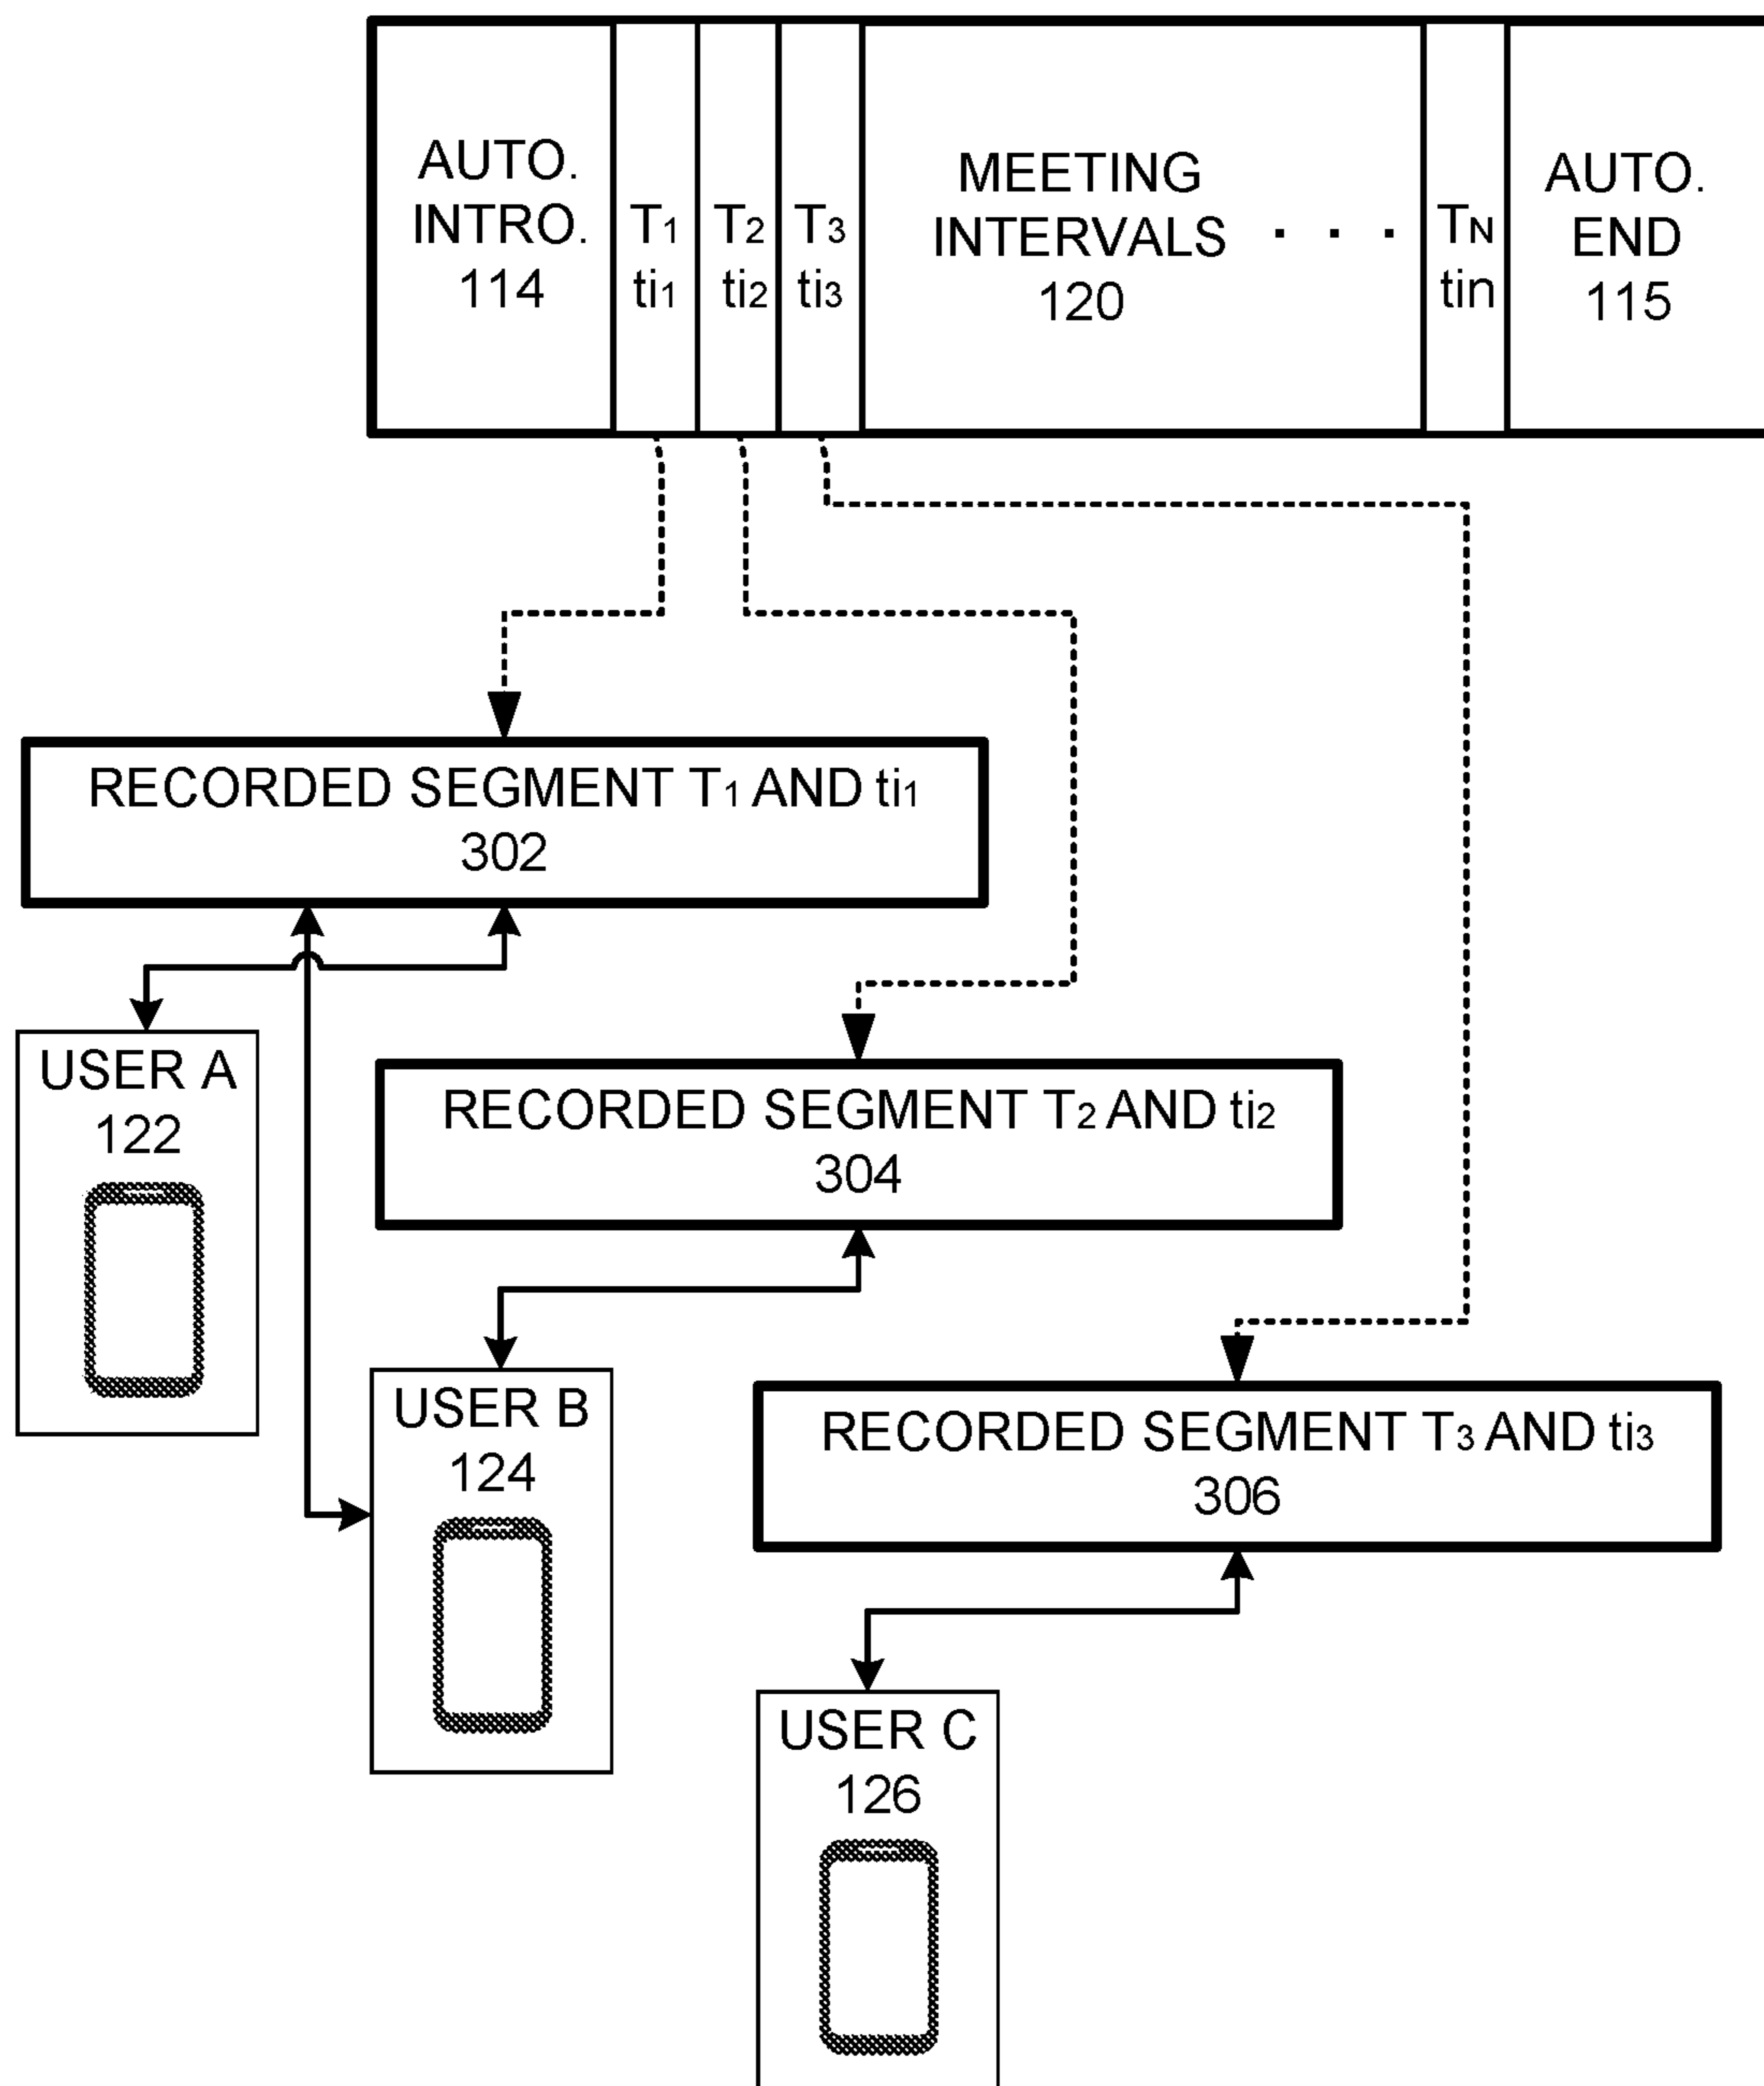 AUTO.
INTRO.
114
T1
ti1
T2
ti2
T3
ti3
MEETING
INTERVALS . . .
120
TN
tin
AUTO.
END
115
RECORDED SEGMENT T1 AND ti1
302
USER A
122
RECORDED SEGMENT T2 AND ti2
304
USER B
124
RECORDED SEGMENT T3 AND ti3
306
USER C
126